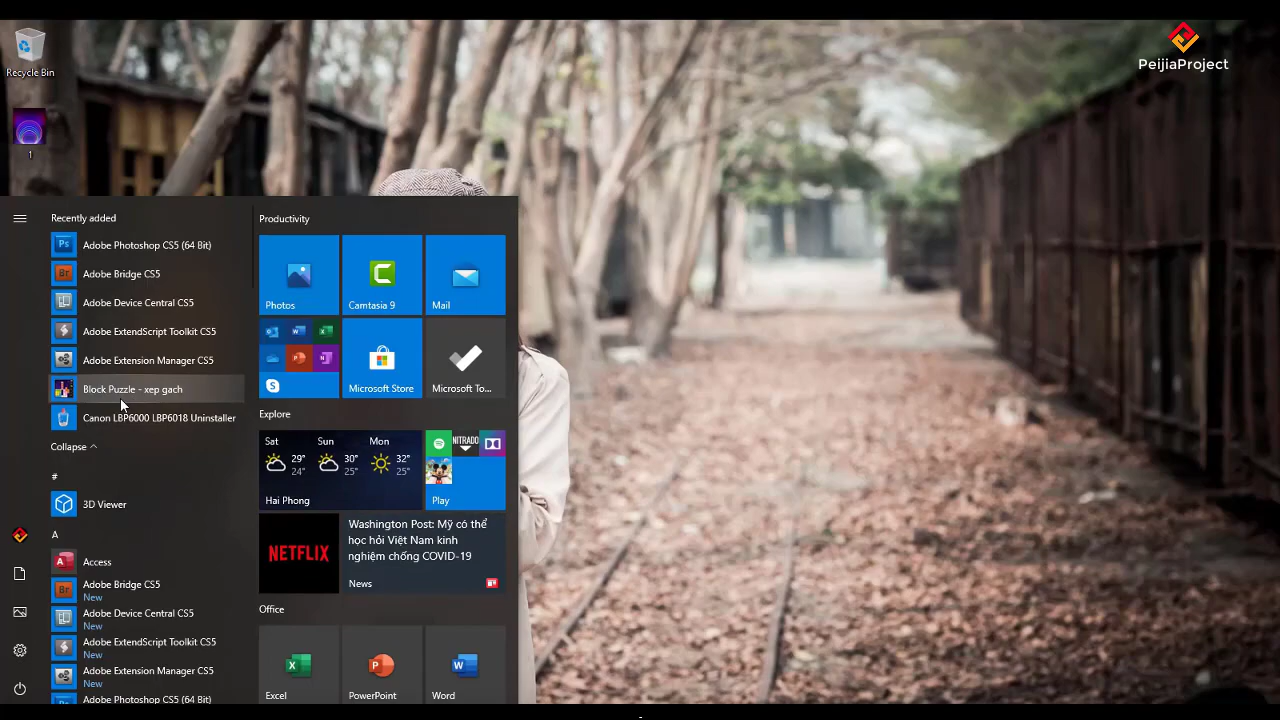 Recycle Bin
1
PeijiaProject
Recently added
Adobe Photoshop CS5 (64 Bit)
Adobe Bridge CS5
Adobe Device Central CS5
Adobe ExtendScript Toolkit CS5
Adobe Extension Manager CS5
Block Puzzle - xep gach
Canon LBP6000 LBP6018 Uninstaller
Collapse
#
3D Viewer
A
Access
Adobe Bridge CS5
New
Adobe Device Central CS5
New
Adobe ExtendScript Toolkit CS5
New
Adobe Extension Manager CS5
New
Adobe Photoshop CS5 (64 Bit)
Productivity
Photos
Camtasia 9
Mail
Microsoft Store
Microsoft To...
Explore
Sat Sun Mon
29° 30° 32°
24° 25° 25°
Hai Phong
NITRADO
Play
NETFLIX
Washington Post: Mỹ có thể
học hỏi Việt Nam kinh
nghiệm chống COVID-19
News
Office
Excel
PowerPoint
Word